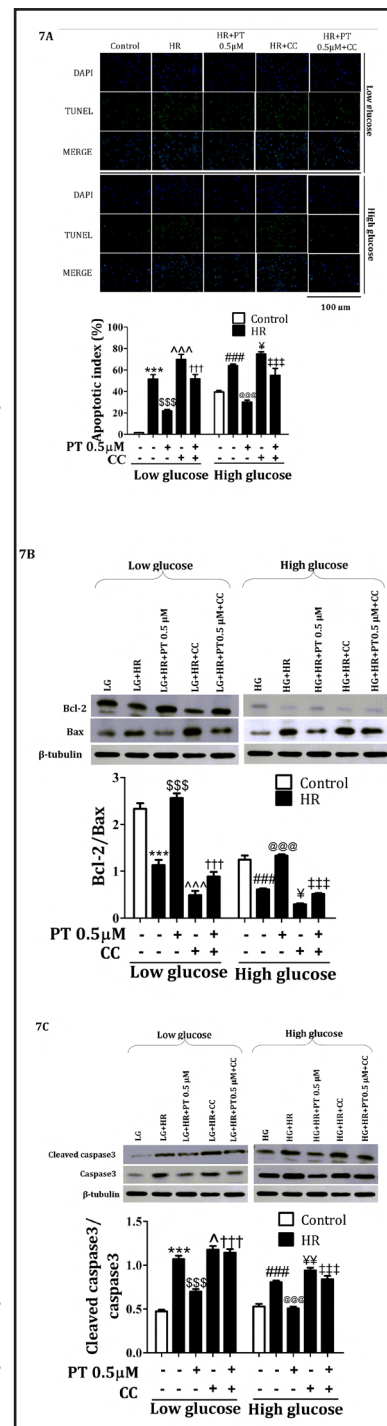 7A
Control HR HR+PT 0.5µM HR+CC HR+PT 0.5µM+CC
DAPI
TUNEL
MERGE
Low glucose
DAPI
TUNEL
MERGE
High glucose
100 µm
Control
HR
Apoptotic index (%)
100
80
60
40
20
0
*** $$$ ^^^ ††† ### @@@ ¥ ‡‡‡
PT 0.5µM - - + - + - - + - +
CC - - - + + - - - + +
Low glucose High glucose
7B
Low glucose High glucose
LG LG+HR LG+HR+PT 0.5 µM LG+HR+CC LG+HR+PT0.5 µM+CC HG HG+HR HG+HR+PT 0.5 µM HG+HR+CC HG+HR+PT0.5 µM+CC
Bcl-2
Bax
β-tubulin
Control
HR
Bcl-2/Bax
3
2
1
0
*** $$$ ^^^ ††† ### @@@ ¥ ‡‡‡
PT 0.5µM - - + - + - - + - +
CC - - - + + - - - + +
Low glucose High glucose
7C
Low glucose High glucose
LG LG+HR LG+HR+PT 0.5 µM LG+HR+CC LG+HR+PT0.5 µM+CC HG HG+HR HG+HR+PT 0.5 µM HG+HR+CC HG+HR+PT0.5 µM+CC
Cleaved caspase3
Caspase3
β-tubulin
Control
HR
Cleaved caspase3/
caspase3
1.5
1.0
0.5
0.0
*** $$$ ^ ††† ### @@@ ¥¥ ‡‡‡
PT 0.5µM - - + - + - - + - +
CC - - - + + - - - + +
Low glucose High glucose